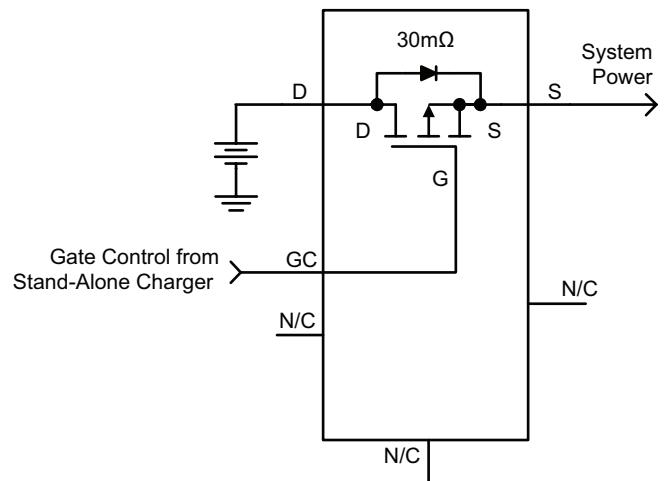 30mΩ
System
Power
D
S
D
S
G
Gate Control from
Stand-Alone Charger
GC
N/C
N/C
N/C